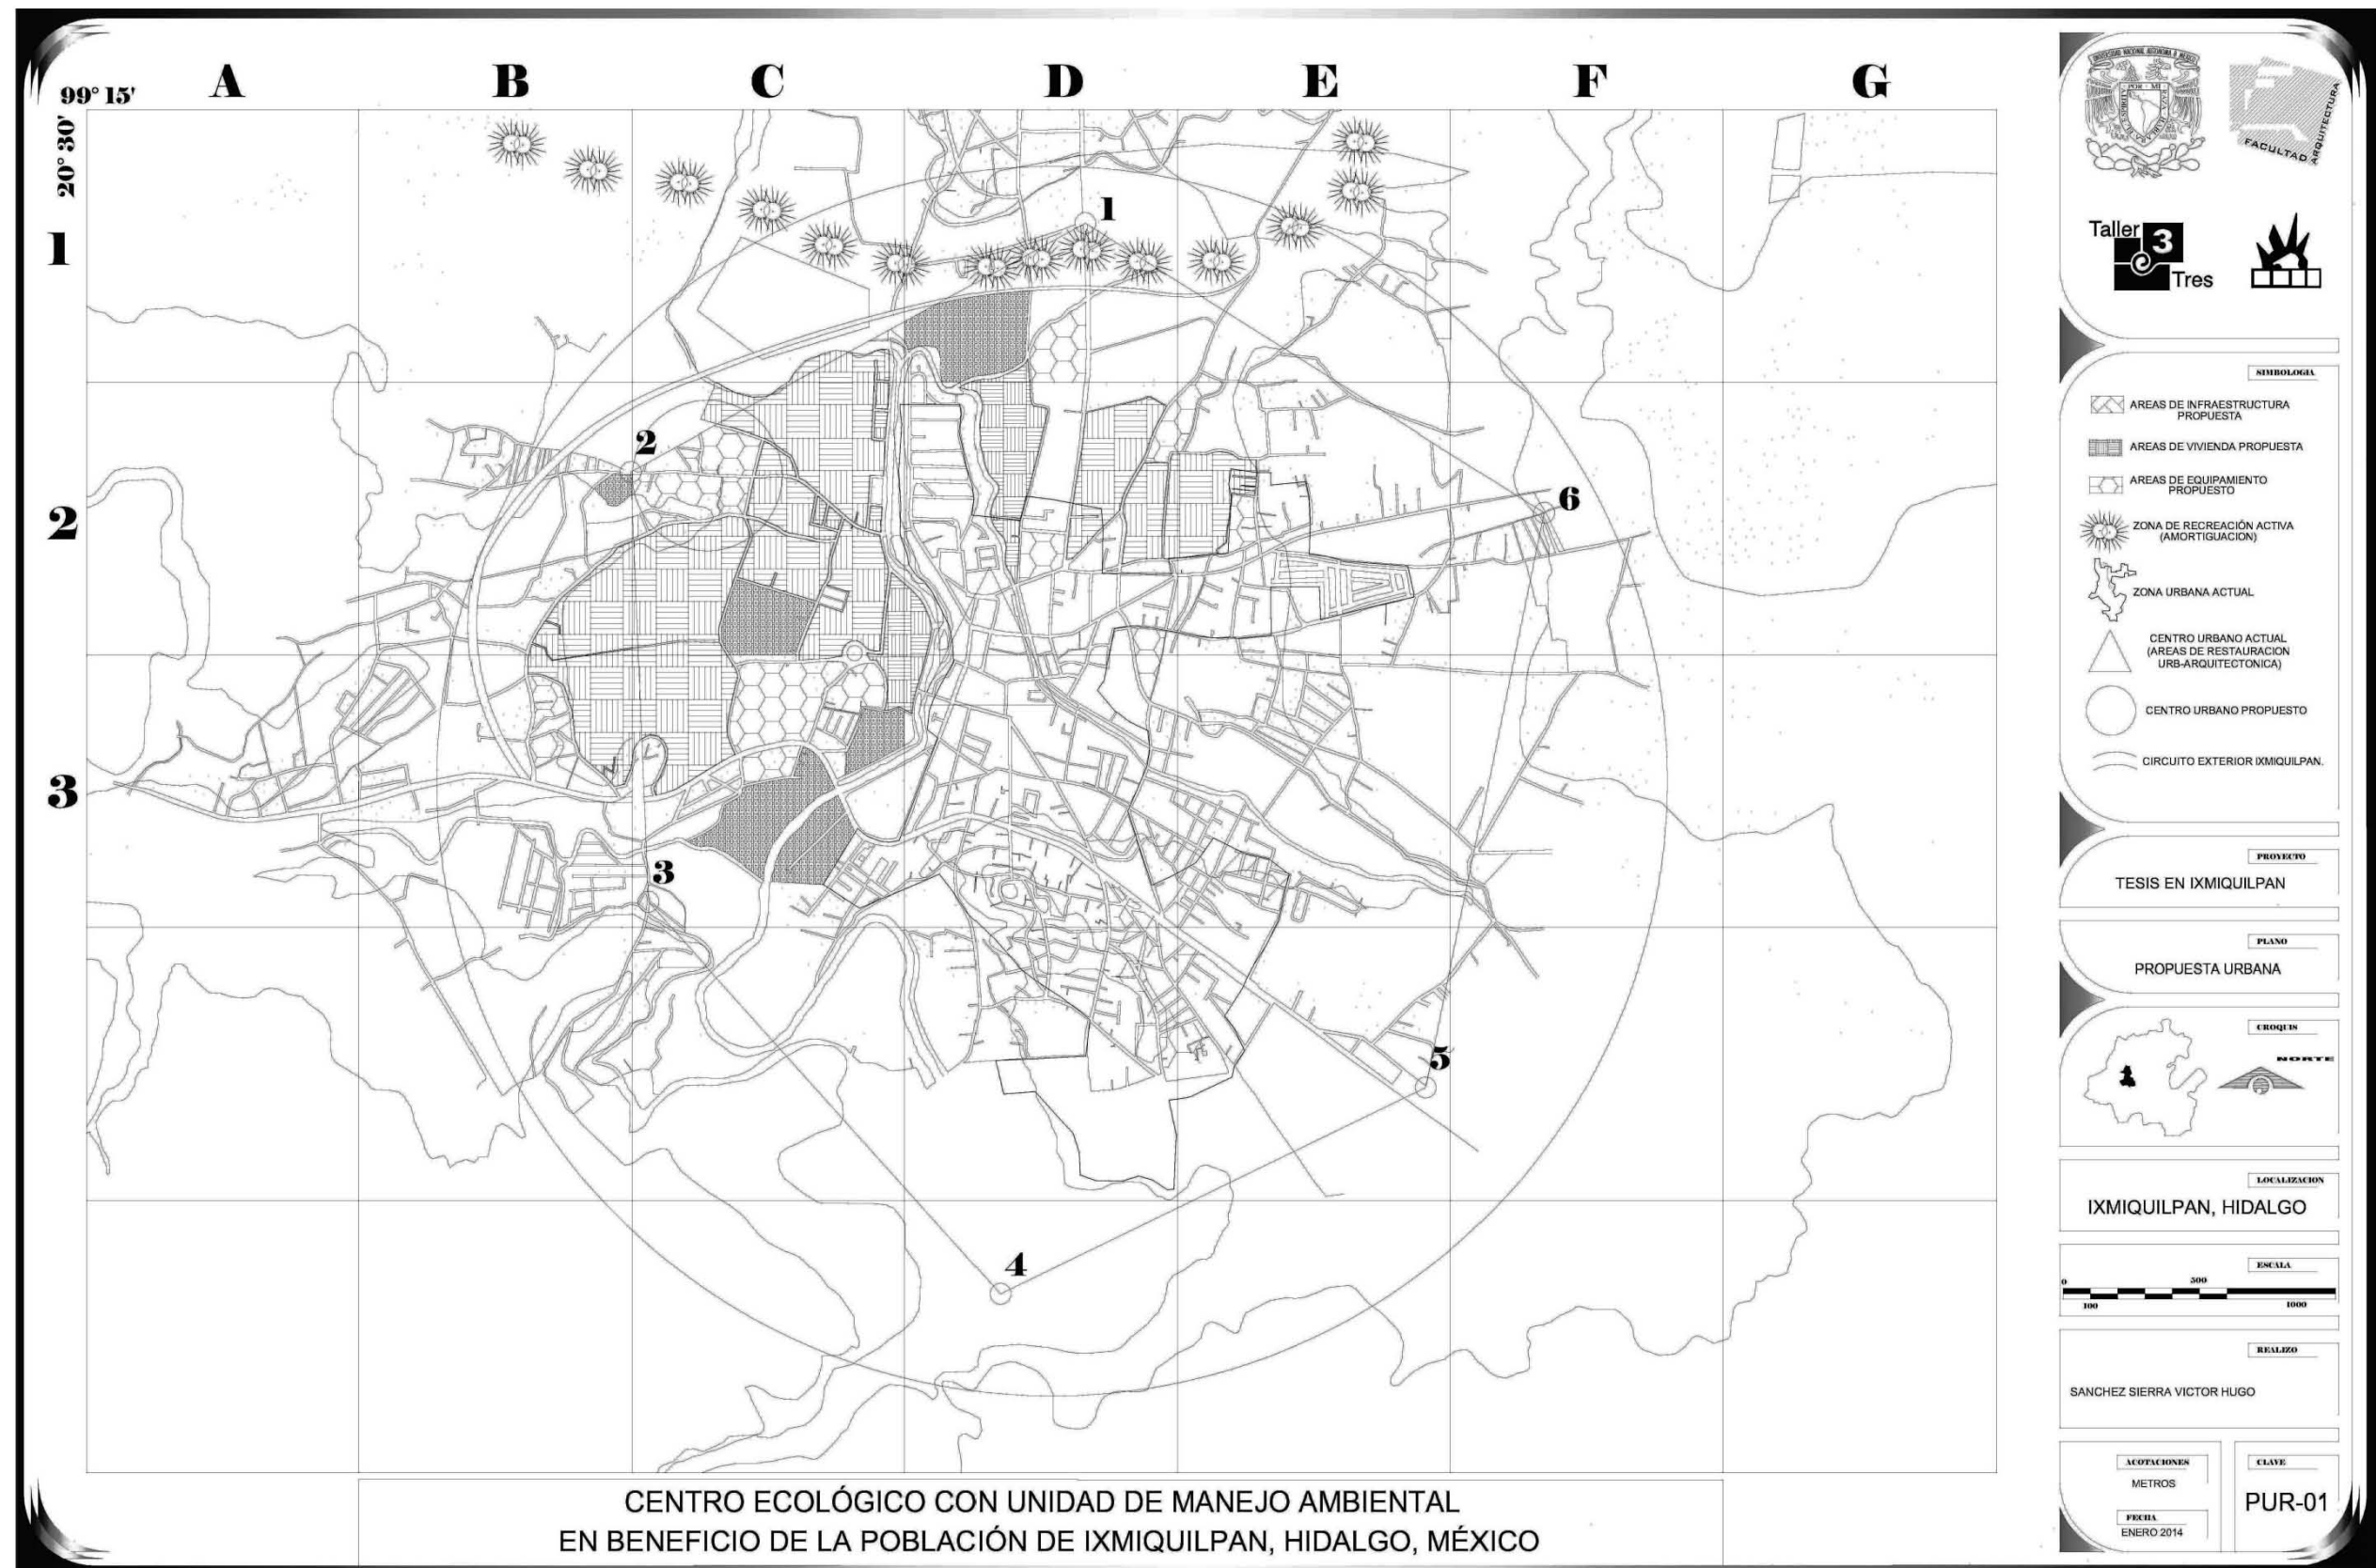 A B C D E F G
99° 15'
20° 30'
1
2
3
1
2
3
4
5
6
POR MI
FACULTAD
ARQUITECTURA
Taller
3
Tres
SIMBOLOGIA
AREAS DE INFRAESTRUCTURA
PROPUESTA
AREAS DE VIVIENDA PROPUESTA
AREAS DE EQUIPAMIENTO
PROPUESTO
ZONA DE RECREACIÓN ACTIVA
(AMORTIGUACION)
ZONA URBANA ACTUAL
CENTRO URBANO ACTUAL
(AREAS DE RESTAURACION
URB-ARQUITECTONICA)
CENTRO URBANO PROPUESTO
CIRCUITO EXTERIOR IXMIQUILPAN.
PROYECTO
TESIS EN IXMIQUILPAN
PLANO
PROPUESTA URBANA
CROQUIS
NORTE
LOCALIZACION
IXMIQUILPAN, HIDALGO
ESCALA
0 500
100 1000
REALIZO
SANCHEZ SIERRA VICTOR HUGO
ACOTACIONES
METROS
FECHA
ENERO 2014
CLAVE
PUR-01
CENTRO ECOLÓGICO CON UNIDAD DE MANEJO AMBIENTAL
EN BENEFICIO DE LA POBLACIÓN DE IXMIQUILPAN, HIDALGO, MÉXICO